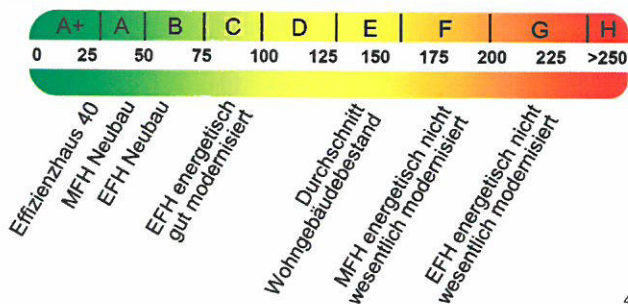 A+ A B C D E F G H
0 25 50 75 100 125 150 175 200 225 >250
Effizienzhaus 40
MFH Neubau
EFH Neubau
EFH energetisch
gut modernisiert
Durchschnitt
Wohngebäudebestand
MFH energetisch nicht
wesentlich modernisiert
EFH energetisch nicht
wesentlich modernisiert